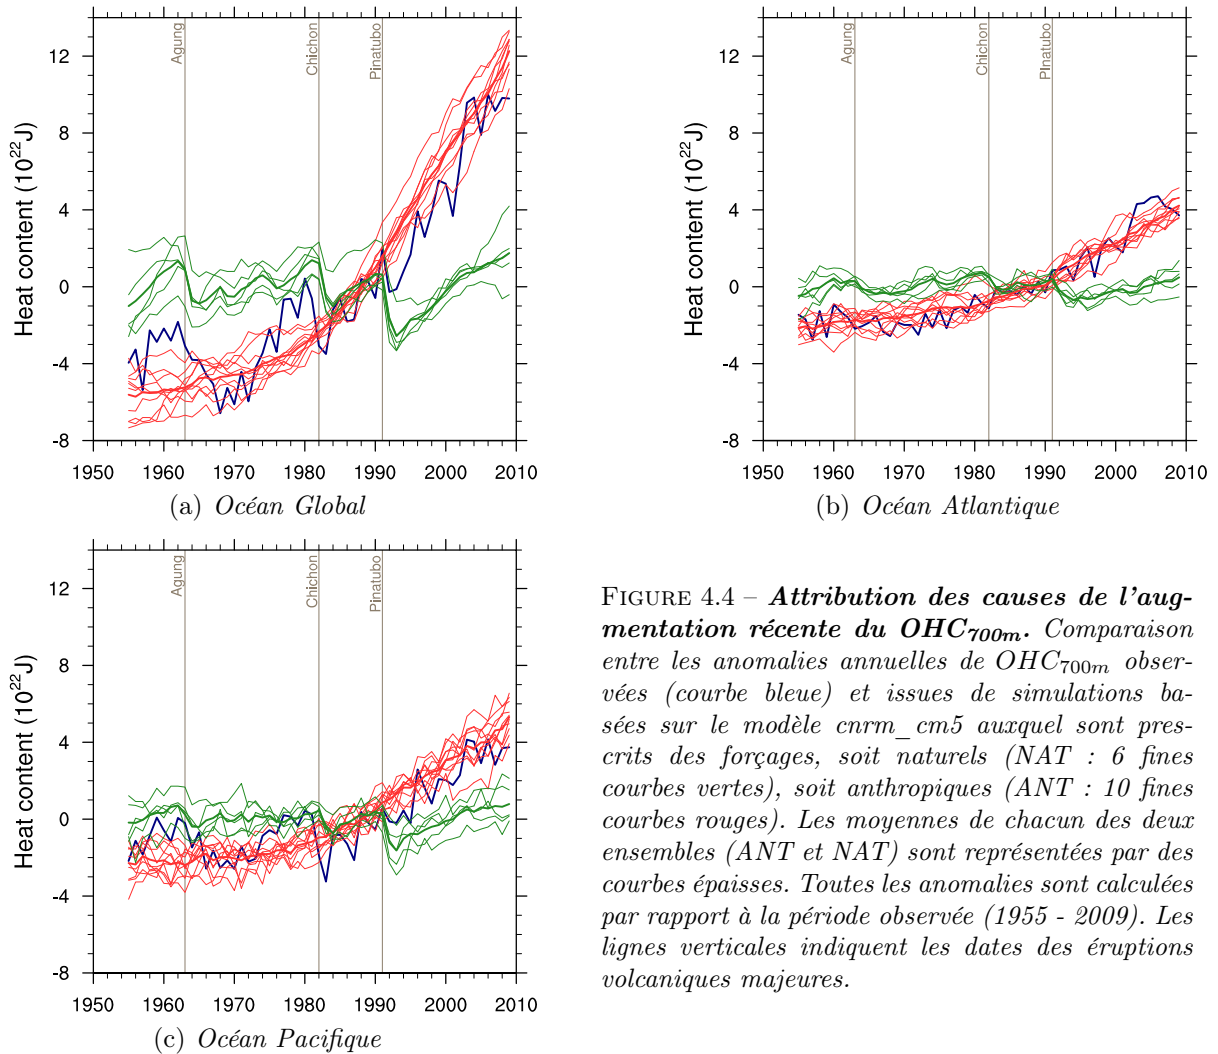 Heat content (10²²J)
12
8
4
0
-4
-8
Agung
Chichon
Pinatubo
1950 1960 1970 1980 1990 2000 2010
(a) Océan Global
Heat content (10²²J)
12
8
4
0
-4
-8
Agung
Chichon
PInatubo
1950 1960 1970 1980 1990 2000 2010
(b) Océan Atlantique
Heat content (10²²J)
12
8
4
0
-4
-8
Agung
Chichon
Pinatubo
1950 1960 1970 1980 1990 2000 2010
(c) Océan Pacifique
FIGURE 4.4 – Attribution des causes de l'aug-
mentation récente du OHC700m. Comparaison
entre les anomalies annuelles de OHC700m obser-
vées (courbe bleue) et issues de simulations ba-
sées sur le modèle cnrm_cm5 auxquel sont pres-
crits des forçages, soit naturels (NAT : 6 fines
courbes vertes), soit anthropiques (ANT : 10 fines
courbes rouges). Les moyennes de chacun des deux
ensembles (ANT et NAT) sont représentées par des
courbes épaisses. Toutes les anomalies sont calculées
par rapport à la période observée (1955 - 2009). Les
lignes verticales indiquent les dates des éruptions
volcaniques majeures.